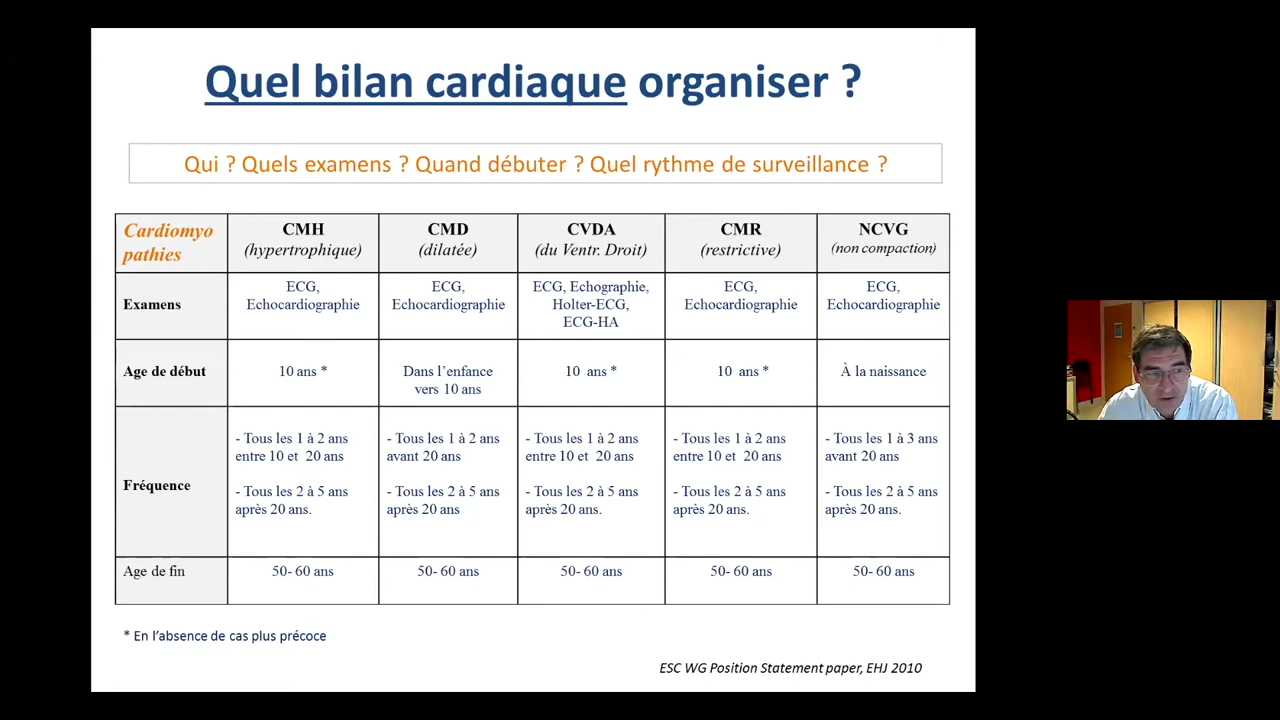 Quel bilan cardiaque organiser ?
Qui ? Quels examens ? Quand débuter ? Quel rythme de surveillance ?
Cardiomyo
pathies
CMH
(hypertrophique)
CMD
(dilatée)
CVDA
(du Ventr. Droit)
CMR
(restrictive)
NCVG
(non compaction)
Examens
ECG,
Echocardiographie
ECG,
Echocardiographie
ECG, Echographie,
Holter-ECG,
ECG-HA
ECG,
Echocardiographie
ECG,
Echocardiographie
Age de début
10 ans *
Dans l’enfance
vers 10 ans
10 ans *
10 ans *
À la naissance
Fréquence
- Tous les 1 à 2 ans
entre 10 et 20 ans
- Tous les 2 à 5 ans
après 20 ans.
- Tous les 1 à 2 ans
avant 20 ans
- Tous les 2 à 5 ans
après 20 ans
- Tous les 1 à 2 ans
entre 10 et 20 ans
- Tous les 2 à 5 ans
après 20 ans.
- Tous les 1 à 2 ans
entre 10 et 20 ans
- Tous les 2 à 5 ans
après 20 ans.
- Tous les 1 à 3 ans
avant 20 ans
- Tous les 2 à 5 ans
après 20 ans.
Age de fin
50- 60 ans
50- 60 ans
50- 60 ans
50- 60 ans
50- 60 ans
* En l’absence de cas plus précoce
ESC WG Position Statement paper, EHJ 2010